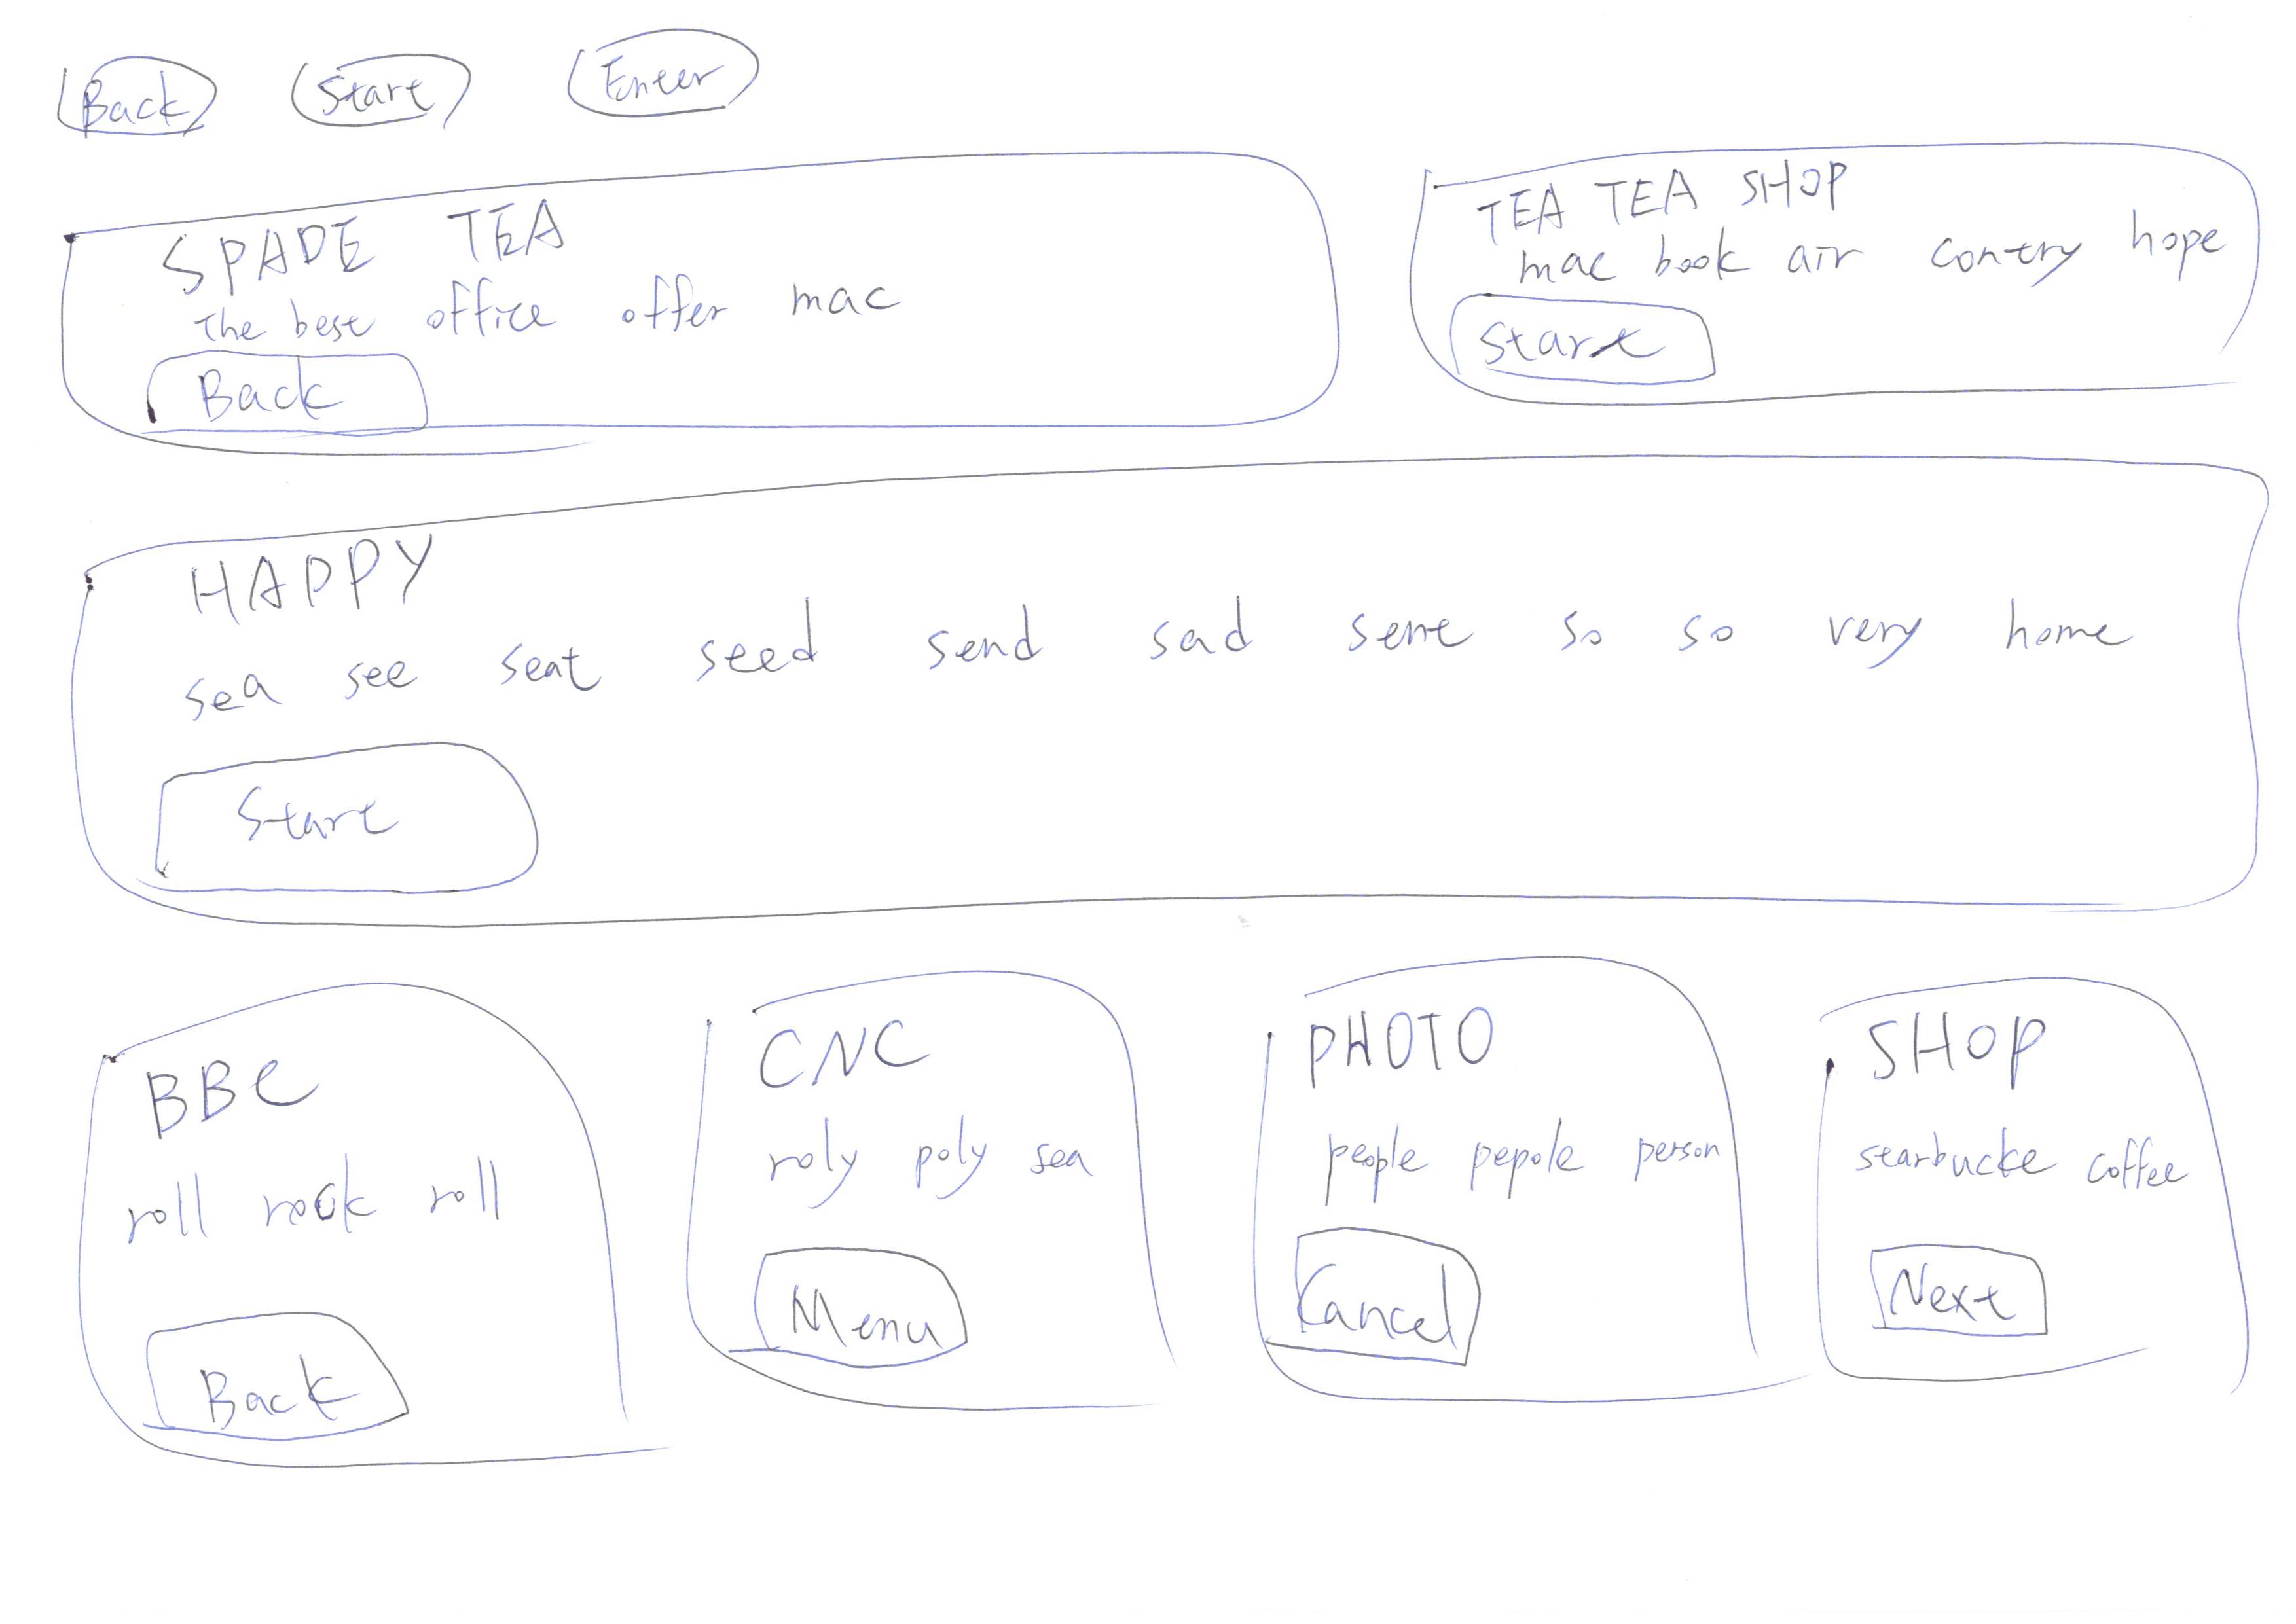 Back Start Enter
SPADE TEA
the best office offer mac
Back
TEA TEA SHOP
mac book air contry hope
Start
HAPPY
sea see seat seed send sad sent so so very home
Start
BBC
roll rock roll
Back
CNC
roly poly sea
Menu
PHOTO
people pepole person
Cancel
SHOP
starbucke coffee
Next